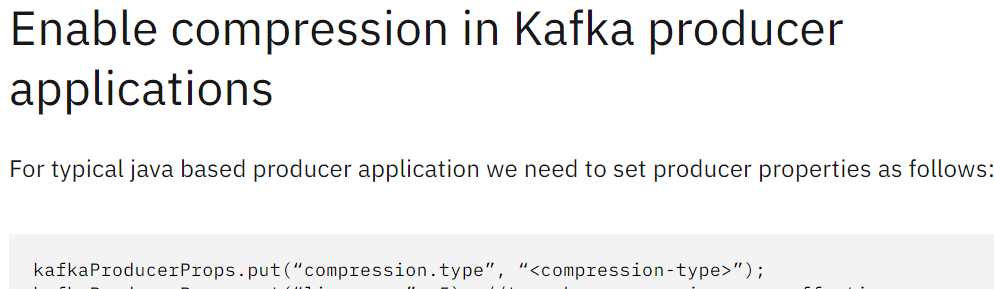 Enable compression in Kafka producer
applications
For typical java based producer application we need to set producer properties as follows:
kafkaProducerProps.put(“compression.type”, “<compression-type>”);